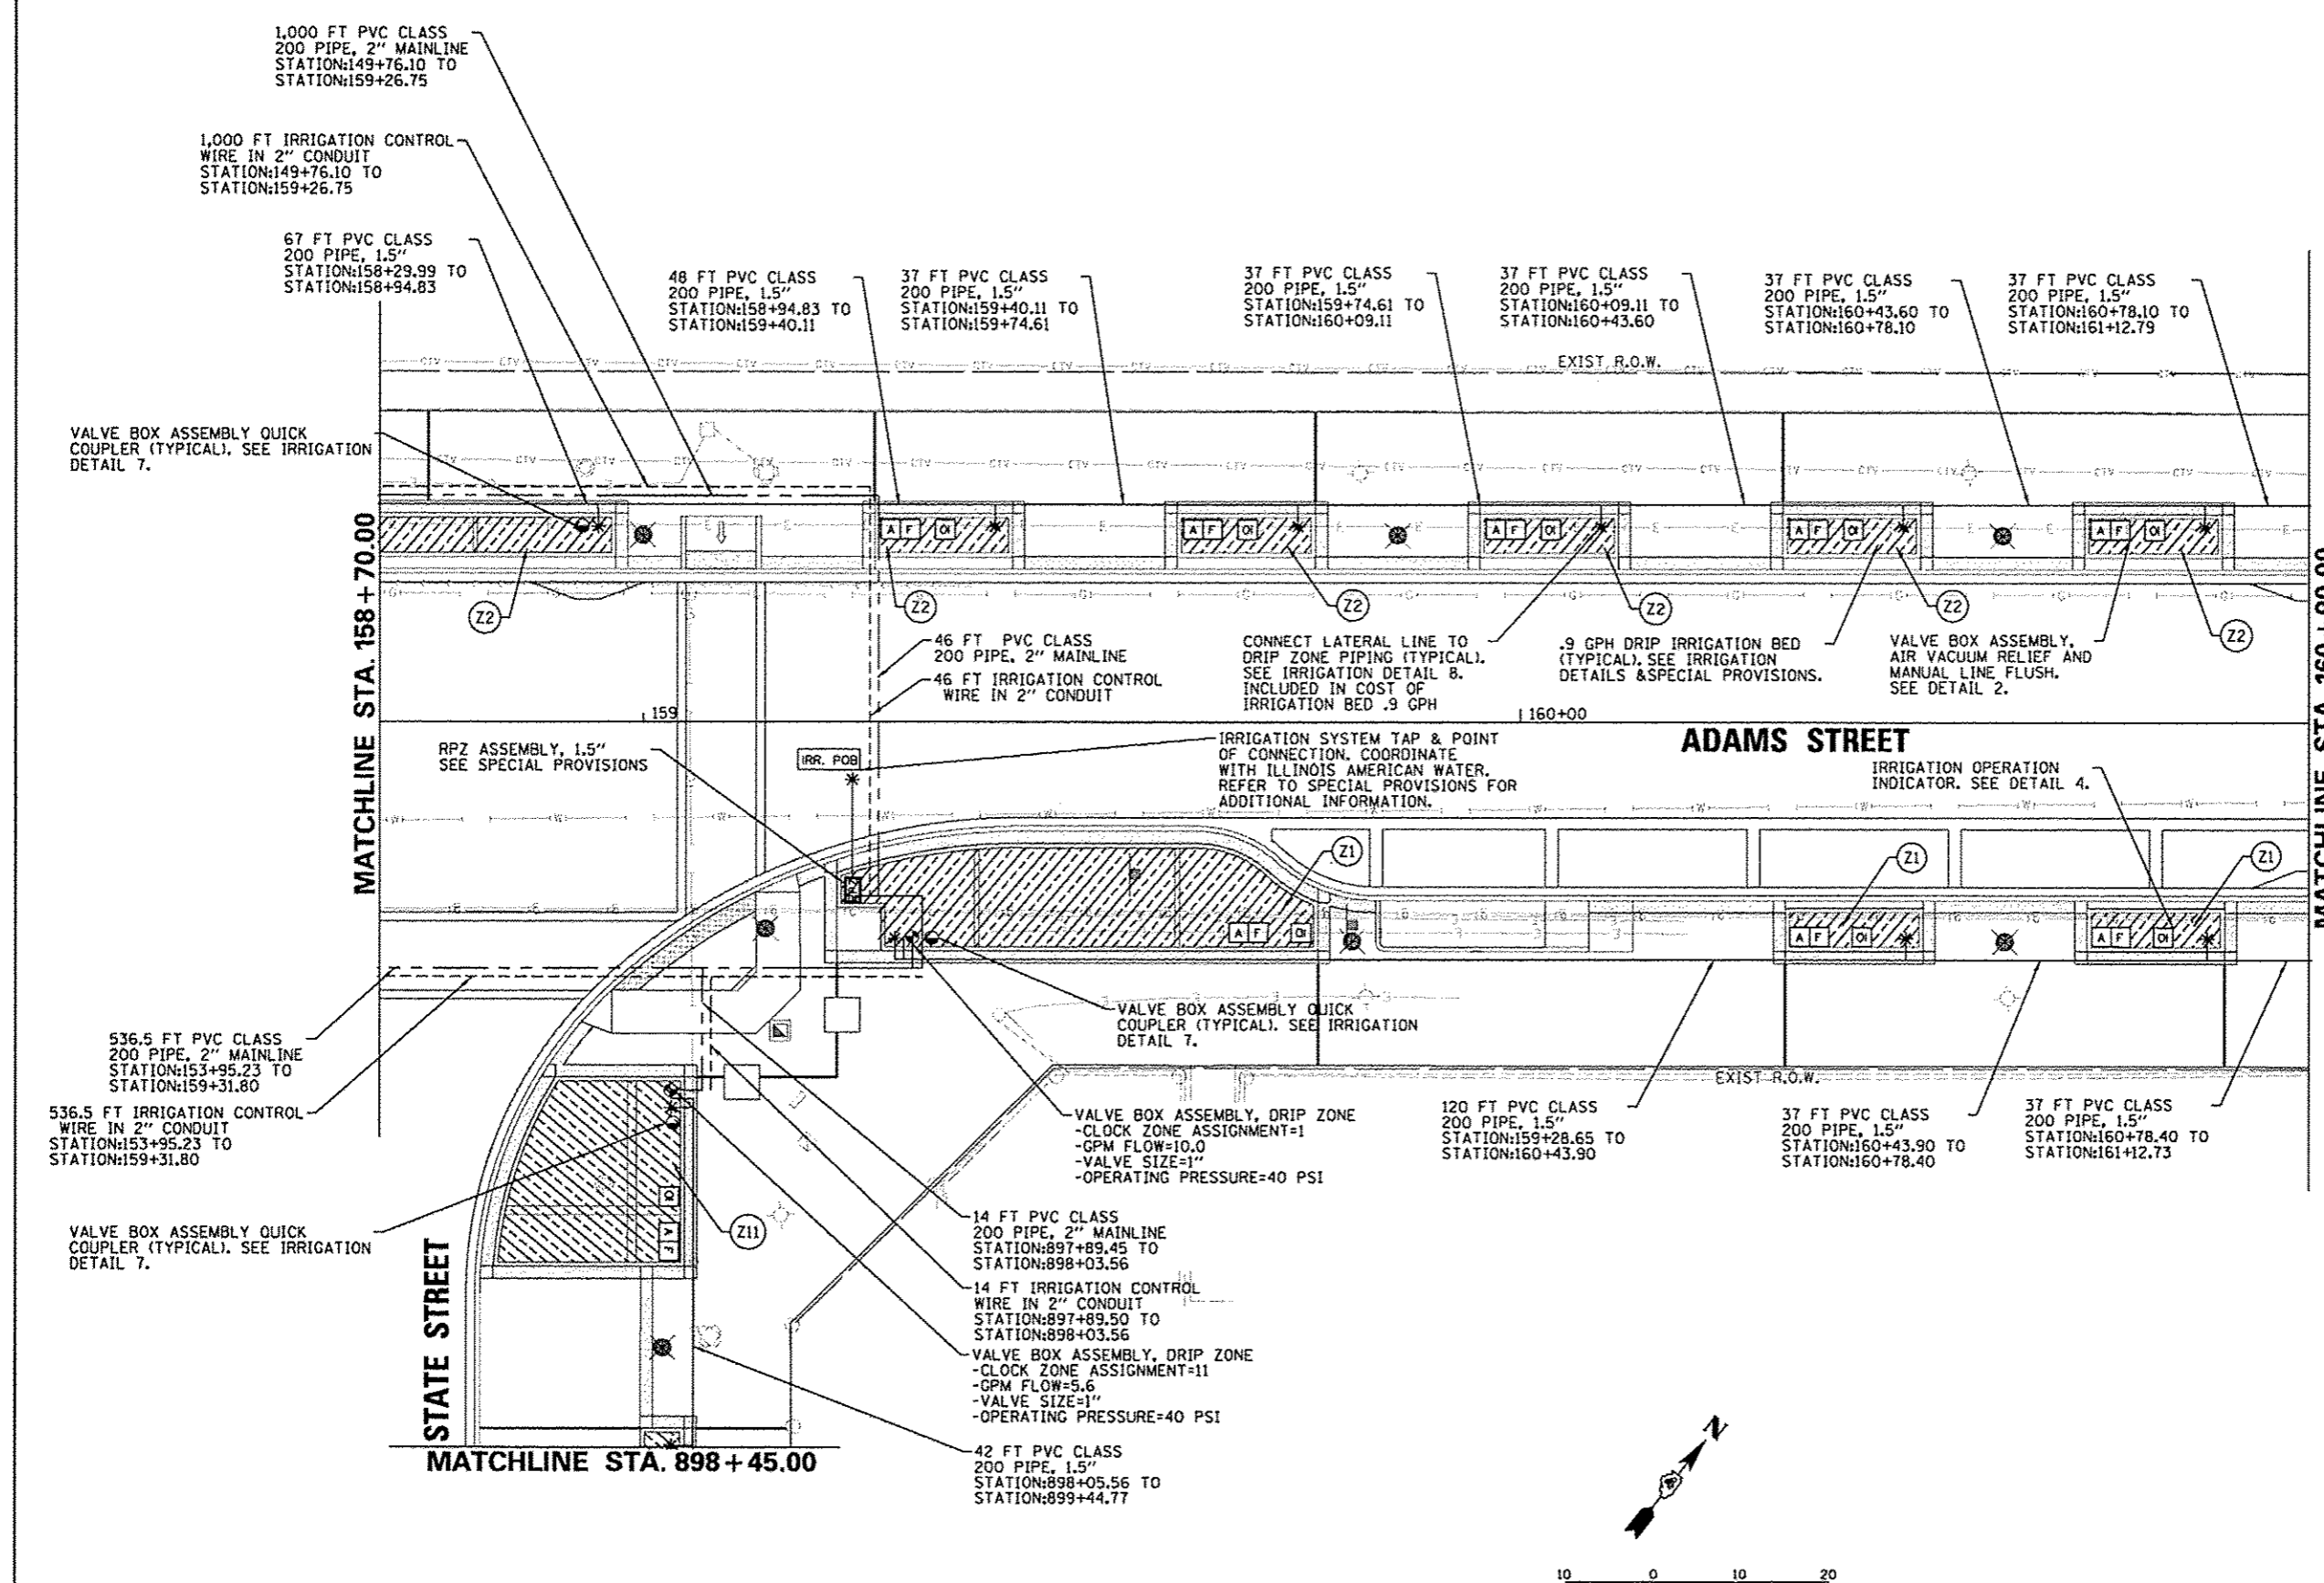 1,000 FT PVC CLASS
200 PIPE, 2" MAINLINE
STATION:149+76.10 TO
STATION:159+26.75
1,000 FT IRRIGATION CONTROL
WIRE IN 2" CONDUIT
STATION:149+76.10 TO
STATION:159+26.75
67 FT PVC CLASS
200 PIPE, 1.5"
STATION:158+29.99 TO
STATION:158+94.83
48 FT PVC CLASS
200 PIPE, 1.5"
STATION:158+94.83 TO
STATION:159+40.11
37 FT PVC CLASS
200 PIPE, 1.5"
STATION:159+40.11 TO
STATION:159+74.61
37 FT PVC CLASS
200 PIPE, 1.5"
STATION:159+74.61 TO
STATION:160+09.11
37 FT PVC CLASS
200 PIPE, 1.5"
STATION:160+09.11 TO
STATION:160+43.60
37 FT PVC CLASS
200 PIPE, 1.5"
STATION:160+43.60 TO
STATION:160+78.10
37 FT PVC CLASS
200 PIPE, 1.5"
STATION:160+78.10 TO
STATION:161+12.79
EXIST R.O.W.
VALVE BOX ASSEMBLY QUICK
COUPLER (TYPICAL). SEE IRRIGATION
DETAIL 7.
MATCHLINE STA. 158+70.00
A F OI
A F OI
A F OI
A F OI
A F OI
Z2
Z2
Z2
Z2
Z2
Z2
46 FT PVC CLASS
200 PIPE, 2" MAINLINE
46 FT IRRIGATION CONTROL
WIRE IN 2" CONDUIT
CONNECT LATERAL LINE TO
DRIP ZONE PIPING (TYPICAL).
SEE IRRIGATION DETAIL 8.
INCLUDED IN COST OF
IRRIGATION BED .9 GPH
.9 GPH DRIP IRRIGATION BED
(TYPICAL). SEE IRRIGATION
DETAILS &SPECIAL PROVISIONS.
VALVE BOX ASSEMBLY,
AIR VACUUM RELIEF AND
MANUAL LINE FLUSH.
SEE DETAIL 2.
159
160+00
ADAMS STREET
RPZ ASSEMBLY, 1.5"
SEE SPECIAL PROVISIONS
IRR. POB
IRRIGATION SYSTEM TAP & POINT
OF CONNECTION. COORDINATE
WITH ILLINOIS AMERICAN WATER.
REFER TO SPECIAL PROVISIONS FOR
ADDITIONAL INFORMATION.
IRRIGATION OPERATION
INDICATOR. SEE DETAIL 4.
Z1
Z1
Z1
A F OI
A F OI
A F OI
MATCHLINE STA.
536.5 FT PVC CLASS
200 PIPE, 2" MAINLINE
STATION:153+95.23 TO
STATION:159+31.80
536.5 FT IRRIGATION CONTROL
WIRE IN 2" CONDUIT
STATION:153+95.23 TO
STATION:159+31.80
VALVE BOX ASSEMBLY QUICK
COUPLER (TYPICAL). SEE IRRIGATION
DETAIL 7.
EXIST R.O.W.
VALVE BOX ASSEMBLY, DRIP ZONE
-CLOCK ZONE ASSIGNMENT=1
-GPM FLOW=10.0
-VALVE SIZE=1"
-OPERATING PRESSURE=40 PSI
120 FT PVC CLASS
200 PIPE, 1.5"
STATION:159+28.65 TO
STATION:160+43.90
37 FT PVC CLASS
200 PIPE, 1.5"
STATION:160+43.90 TO
STATION:160+78.40
37 FT PVC CLASS
200 PIPE, 1.5"
STATION:160+78.40 TO
STATION:161+12.73
VALVE BOX ASSEMBLY QUICK
COUPLER (TYPICAL). SEE IRRIGATION
DETAIL 7.
OI
A F
Z11
14 FT PVC CLASS
200 PIPE, 2" MAINLINE
STATION:897+89.45 TO
STATION:898+03.56
14 FT IRRIGATION CONTROL
WIRE IN 2" CONDUIT
STATION:897+89.50 TO
STATION:898+03.56
VALVE BOX ASSEMBLY, DRIP ZONE
-CLOCK ZONE ASSIGNMENT=11
-GPM FLOW=5.6
-VALVE SIZE=1"
-OPERATING PRESSURE=40 PSI
42 FT PVC CLASS
200 PIPE, 1.5"
STATION:898+05.56 TO
STATION:899+44.77
STATE STREET
MATCHLINE STA. 898+45.00
N
10 0 10 20